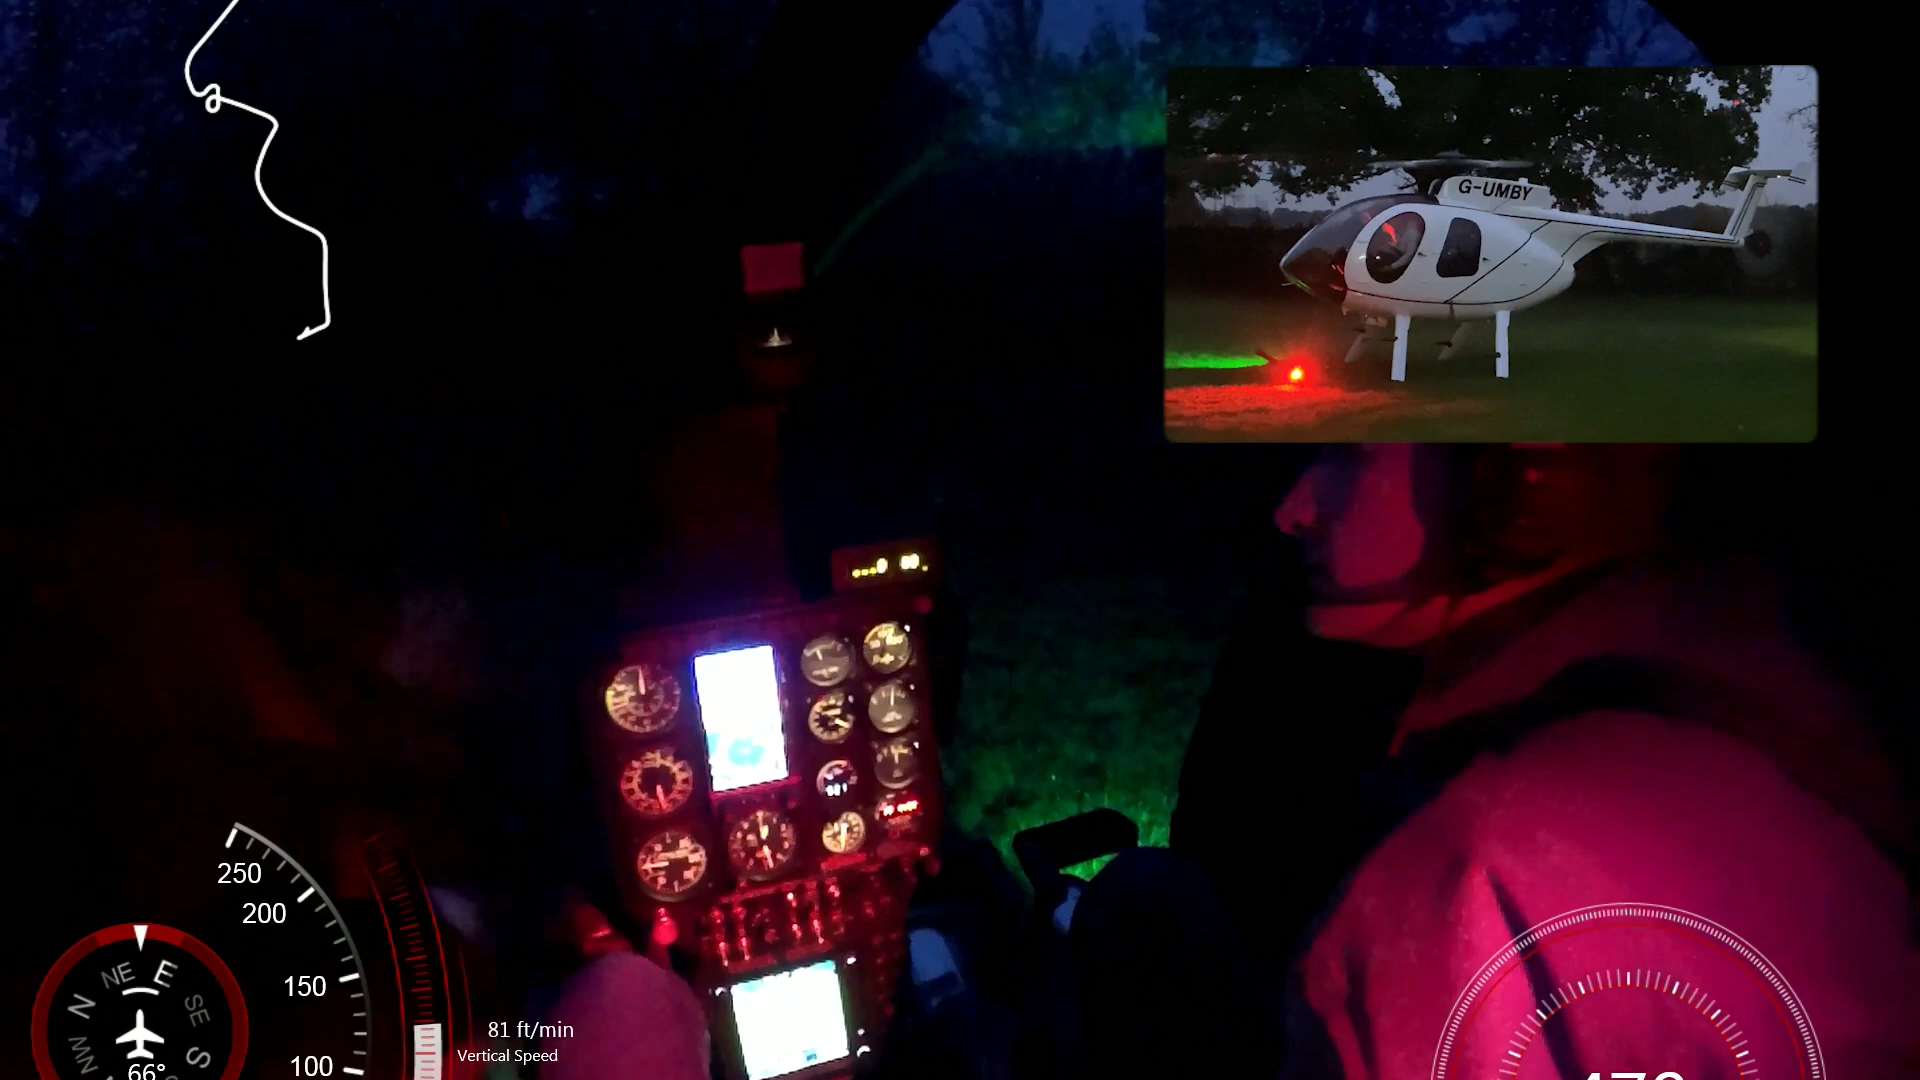 G-UMBY
250
200
150
100
NE
E
N
SE
NW
S
66°
81 ft/min
Vertical Speed